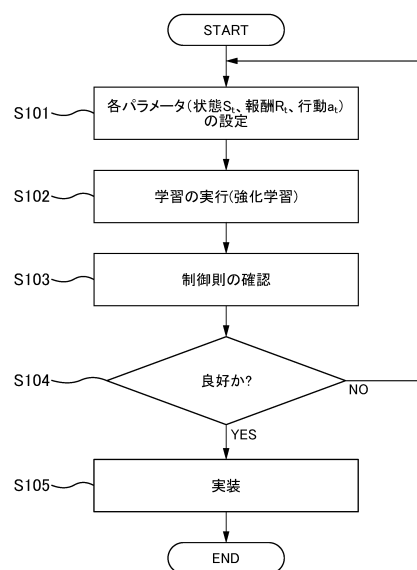 START
S101
各パラメータ(状態St、報酬Rt、行動at)
の設定
S102
学習の実行(強化学習)
S103
制御則の確認
S104
良好か?
NO
YES
S105
実装
END